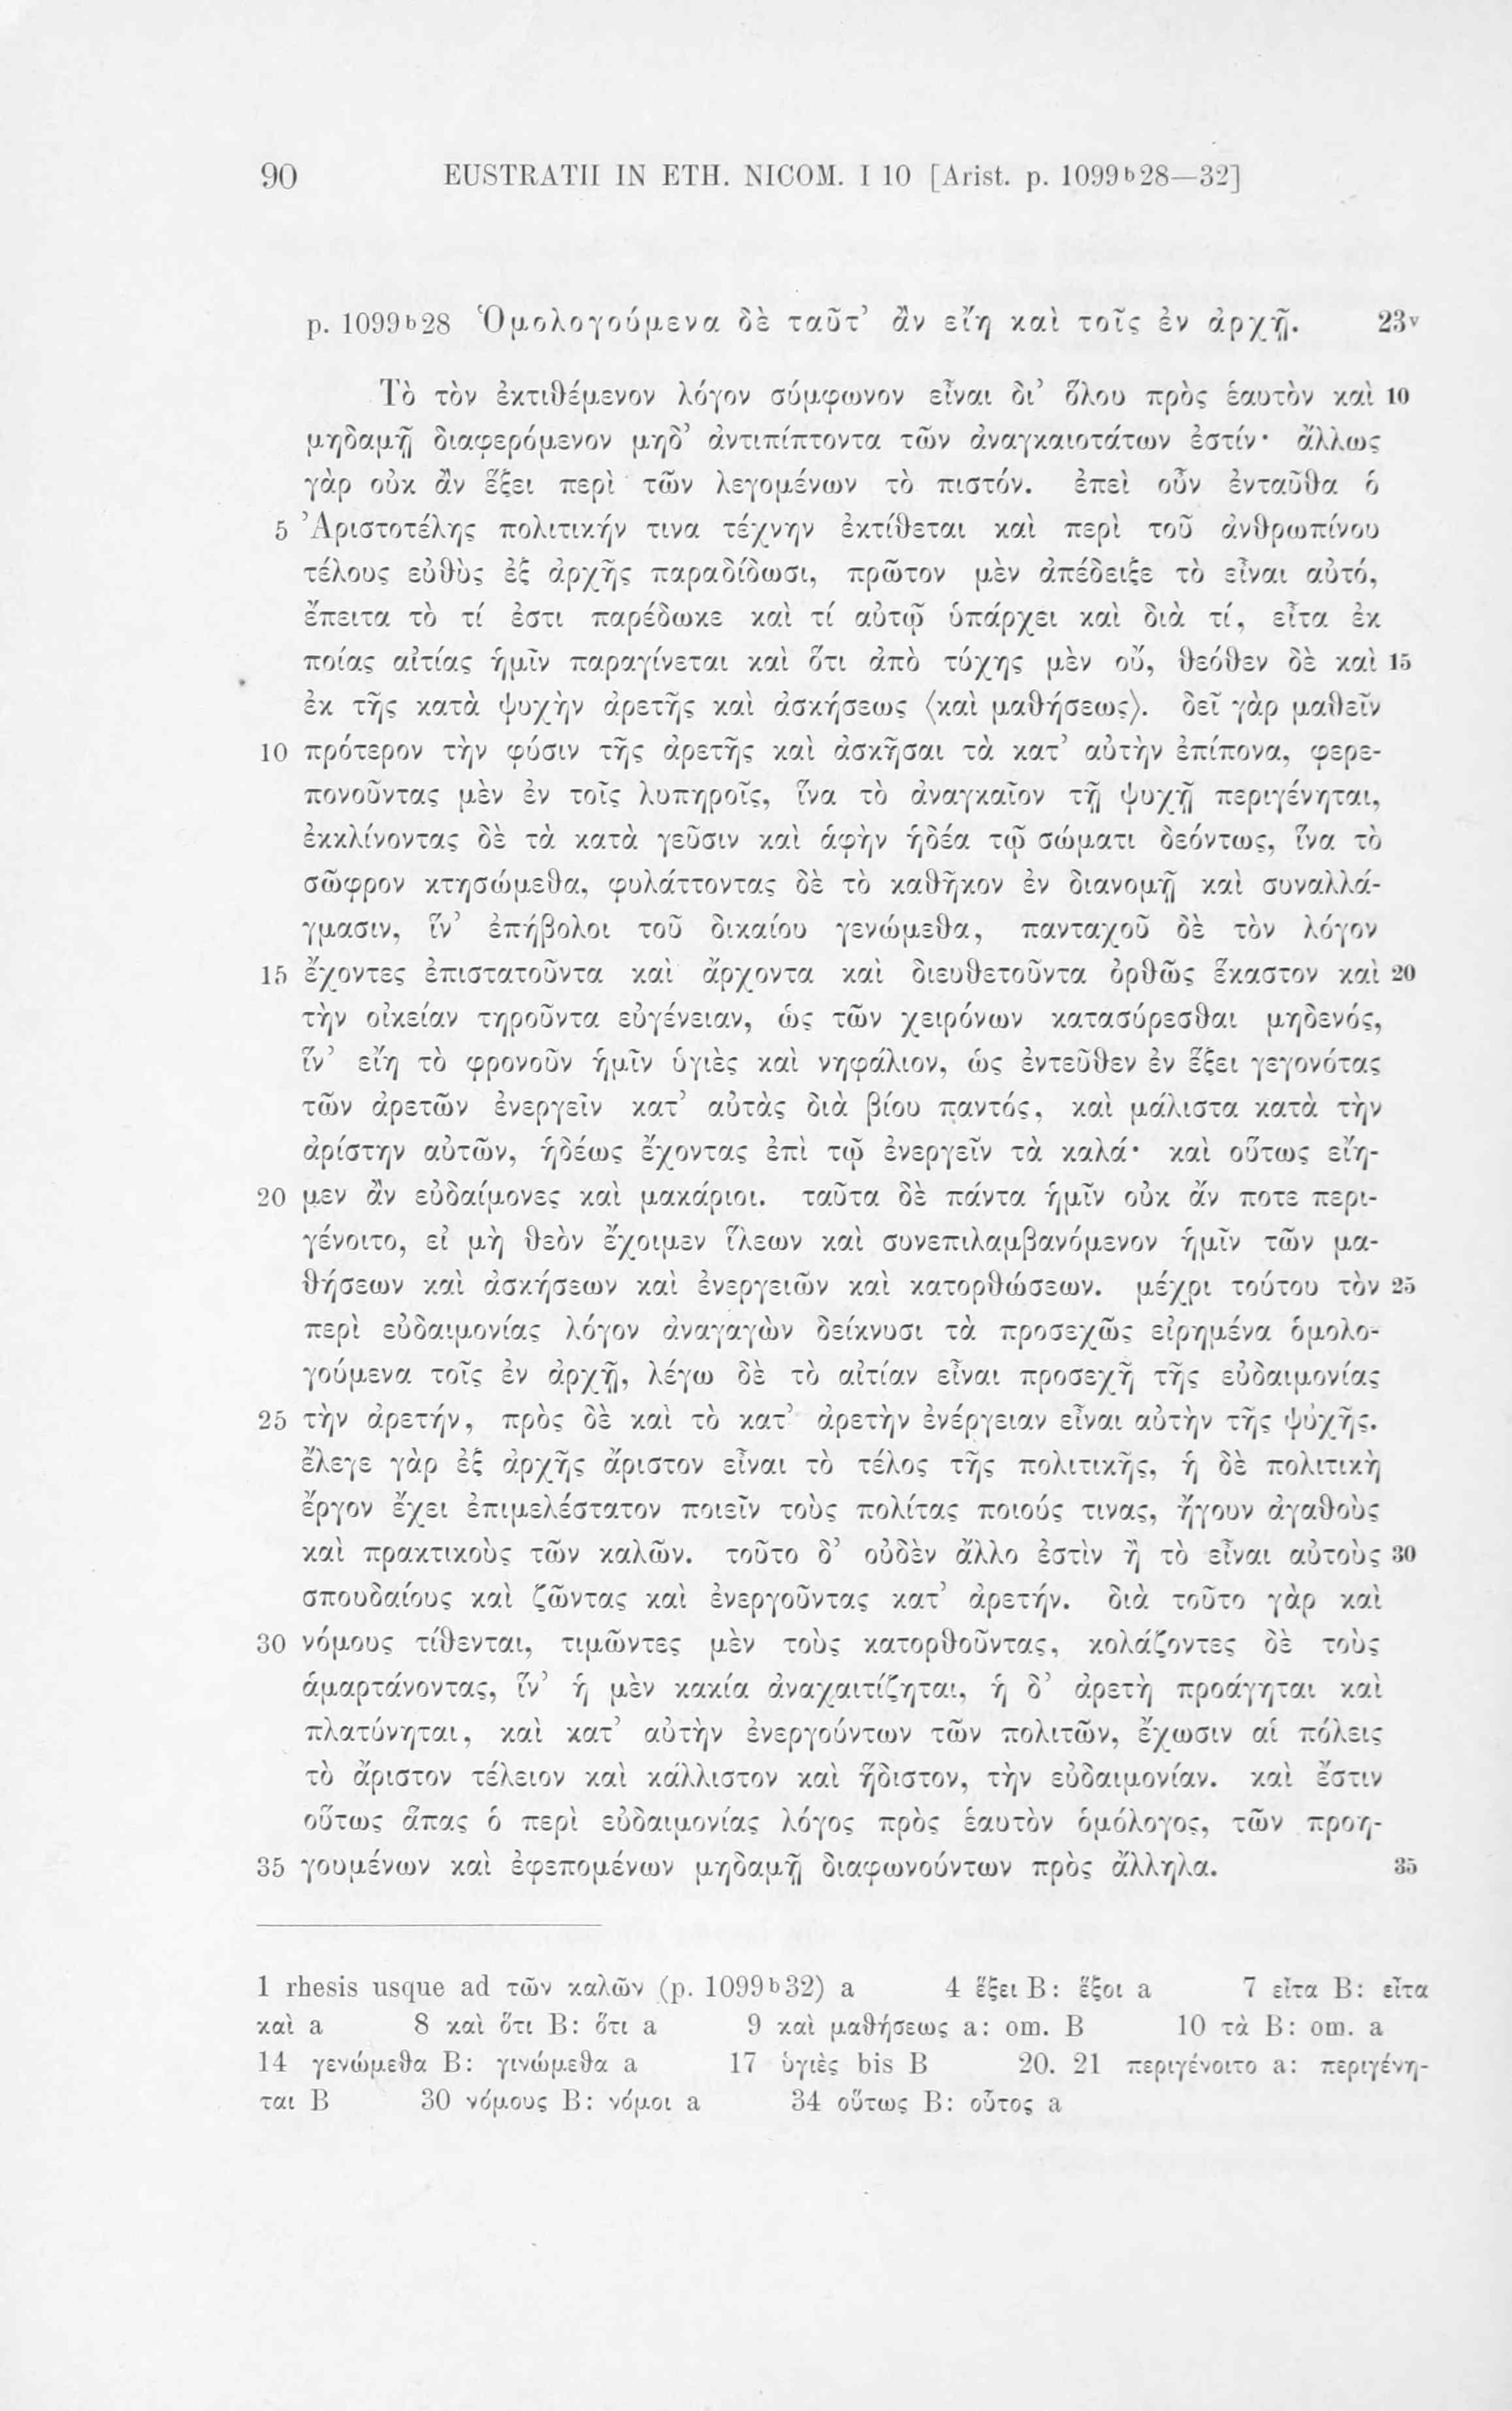 90 EUSTRATII IN ETH. NICOM. I 10 [Arist. p. 1099ᵇ28—32]
p. 1099ᵇ28 Ὁμολογούμενα δὲ ταῦτ’ ἂν εἴη καὶ τοῖς ἐν ἀρχῇ. 23ᵛ
Τὸ τὸν ἐκτιθέμενον λόγον σύμφωνον εἶναι δι’ ὅλου πρὸς ἑαυτὸν καὶ 10
μηδαμῇ διαφερόμενον μηδ’ ἀντιπίπτοντα τῶν ἀναγκαιοτάτων ἐστίν· ἄλλως
γὰρ οὐκ ἂν ἕξει περὶ τῶν λεγομένων τὸ πιστόν. ἐπεὶ οὖν ἐνταῦθα ὁ
5 Ἀριστοτέλης πολιτικήν τινα τέχνην ἐκτίθεται καὶ περὶ τοῦ ἀνθρωπίνου
τέλους εὐθὺς ἐξ ἀρχῆς παραδίδωσι, πρῶτον μὲν ἀπέδειξε τὸ εἶναι αὐτό,
ἔπειτα τὸ τί ἐστι παρέδωκε καὶ τί αὐτῷ ὑπάρχει καὶ διὰ τί, εἶτα ἐκ
ποίας αἰτίας ἡμῖν παραγίνεται καὶ ὅτι ἀπὸ τύχης μὲν οὔ, θεόθεν δὲ καὶ 15
ἐκ τῆς κατὰ ψυχὴν ἀρετῆς καὶ ἀσκήσεως ⟨καὶ μαθήσεως⟩. δεῖ γὰρ μαθεῖν
10 πρότερον τὴν φύσιν τῆς ἀρετῆς καὶ ἀσκῆσαι τὰ κατ’ αὐτὴν ἐπίπονα, φερε-
πονοῦντας μὲν ἐν τοῖς λυπηροῖς, ἵνα τὸ ἀναγκαῖον τῇ ψυχῇ περιγένηται,
ἐκκλίνοντας δὲ τὰ κατὰ γεῦσιν καὶ ἁφὴν ἡδέα τῷ σώματι δεόντως, ἵνα τὸ
σῶφρον κτησώμεθα, φυλάττοντας δὲ τὸ καθῆκον ἐν διανομῇ καὶ συναλλά-
γμασιν, ἵν’ ἐπήβολοι τοῦ δικαίου γενώμεθα, πανταχοῦ δὲ τὸν λόγον
15 ἔχοντες ἐπιστατοῦντα καὶ ἄρχοντα καὶ διευθετοῦντα ὀρθῶς ἕκαστον καὶ 20
τὴν οἰκείαν τηροῦντα εὐγένειαν, ὡς τῶν χειρόνων κατασύρεσθαι μηδενός,
ἵν’ εἴη τὸ φρονοῦν ἡμῖν ὑγιὲς καὶ νηφάλιον, ὡς ἐντεῦθεν ἐν ἕξει γεγονότας
τῶν ἀρετῶν ἐνεργεῖν κατ’ αὐτὰς διὰ βίου παντός, καὶ μάλιστα κατὰ τὴν
ἀρίστην αὐτῶν, ἡδέως ἔχοντας ἐπὶ τῷ ἐνεργεῖν τὰ καλά· καὶ οὕτως εἴη-
20 μεν ἂν εὐδαίμονες καὶ μακάριοι. ταῦτα δὲ πάντα ἡμῖν οὐκ ἄν ποτε περι-
γένοιτο, εἰ μὴ θεὸν ἔχοιμεν ἵλεων καὶ συνεπιλαμβανόμενον ἡμῖν τῶν μα-
θήσεων καὶ ἀσκήσεων καὶ ἐνεργειῶν καὶ κατορθώσεων. μέχρι τούτου τὸν 25
περὶ εὐδαιμονίας λόγον ἀναγαγὼν δείκνυσι τὰ προσεχῶς εἰρημένα ὁμολο-
γούμενα τοῖς ἐν ἀρχῇ, λέγω δὲ τὸ αἰτίαν εἶναι προσεχῆ τῆς εὐδαιμονίας
25 τὴν ἀρετήν, πρὸς δὲ καὶ τὸ κατ’ ἀρετὴν ἐνέργειαν εἶναι αὐτὴν τῆς ψυχῆς.
ἔλεγε γὰρ ἐξ ἀρχῆς ἄριστον εἶναι τὸ τέλος τῆς πολιτικῆς, ἡ δὲ πολιτικὴ
ἔργον ἔχει ἐπιμελέστατον ποιεῖν τοὺς πολίτας ποιούς τινας, ἤγουν ἀγαθοὺς
καὶ πρακτικοὺς τῶν καλῶν. τοῦτο δ’ οὐδὲν ἄλλο ἐστὶν ἢ τὸ εἶναι αὐτοὺς 30
σπουδαίους καὶ ζῶντας καὶ ἐνεργοῦντας κατ’ ἀρετήν. διὰ τοῦτο γὰρ καὶ
30 νόμους τίθενται, τιμῶντες μὲν τοὺς κατορθοῦντας, κολάζοντες δὲ τοὺς
ἁμαρτάνοντας, ἵν’ ἡ μὲν κακία ἀναχαιτίζηται, ἡ δ’ ἀρετὴ προάγηται καὶ
πλατύνηται, καὶ κατ’ αὐτὴν ἐνεργούντων τῶν πολιτῶν, ἔχωσιν αἱ πόλεις
τὸ ἄριστον τέλειον καὶ κάλλιστον καὶ ἥδιστον, τὴν εὐδαιμονίαν. καὶ ἔστιν
οὕτως ἅπας ὁ περὶ εὐδαιμονίας λόγος πρὸς ἑαυτὸν ὁμόλογος, τῶν προη-
35 γουμένων καὶ ἐφεπομένων μηδαμῇ διαφωνούντων πρὸς ἄλληλα. 35
1 rhesis usque ad τῶν καλῶν (p. 1099ᵇ32) a 4 ἕξει B: ἕξοι a 7 εἶτα B: εἶτα
καὶ a 8 καὶ ὅτι B: ὅτι a 9 καὶ μαθήσεως a: om. B 10 τὰ B: om. a
14 γενώμεθα B: γινώμεθα a 17 ὑγιὲς bis B 20. 21 περιγένοιτο a: περιγένη-
ται B 30 νόμους B: νόμοι a 34 οὕτως B: οὗτος a